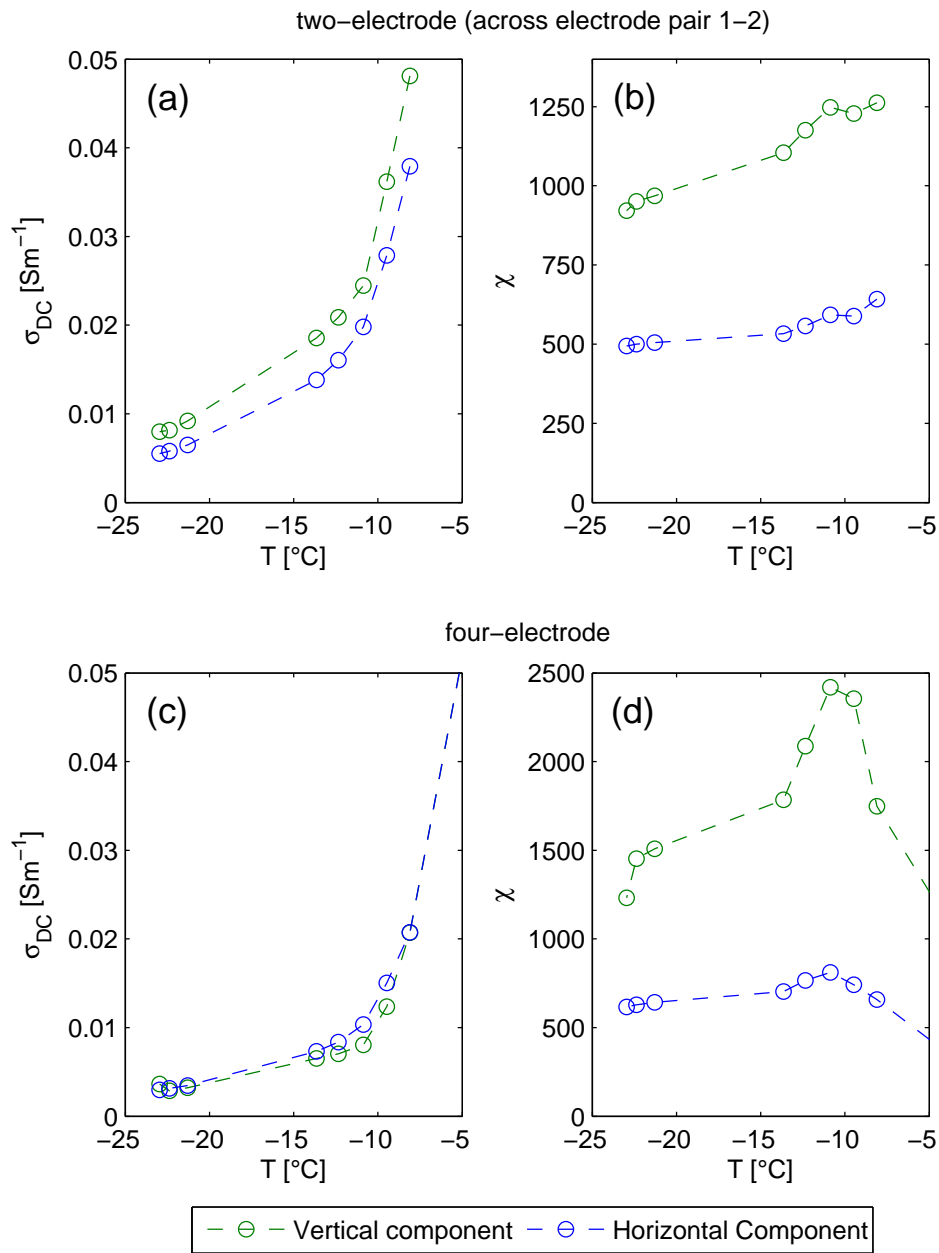 two−electrode (across electrode pair 1−2)
(a)
0.05
0.04
0.03
0.02
0.01
0
σDC [Sm−1]
−25 −20 −15 −10 −5
T [°C]
(b)
1250
1000
750
500
250
0
χ
−25 −20 −15 −10 −5
T [°C]
four−electrode
(c)
0.05
0.04
0.03
0.02
0.01
0
σDC [Sm−1]
−25 −20 −15 −10 −5
T [°C]
(d)
2500
2000
1500
1000
500
0
χ
−25 −20 −15 −10 −5
T [°C]
Vertical component Horizontal Component